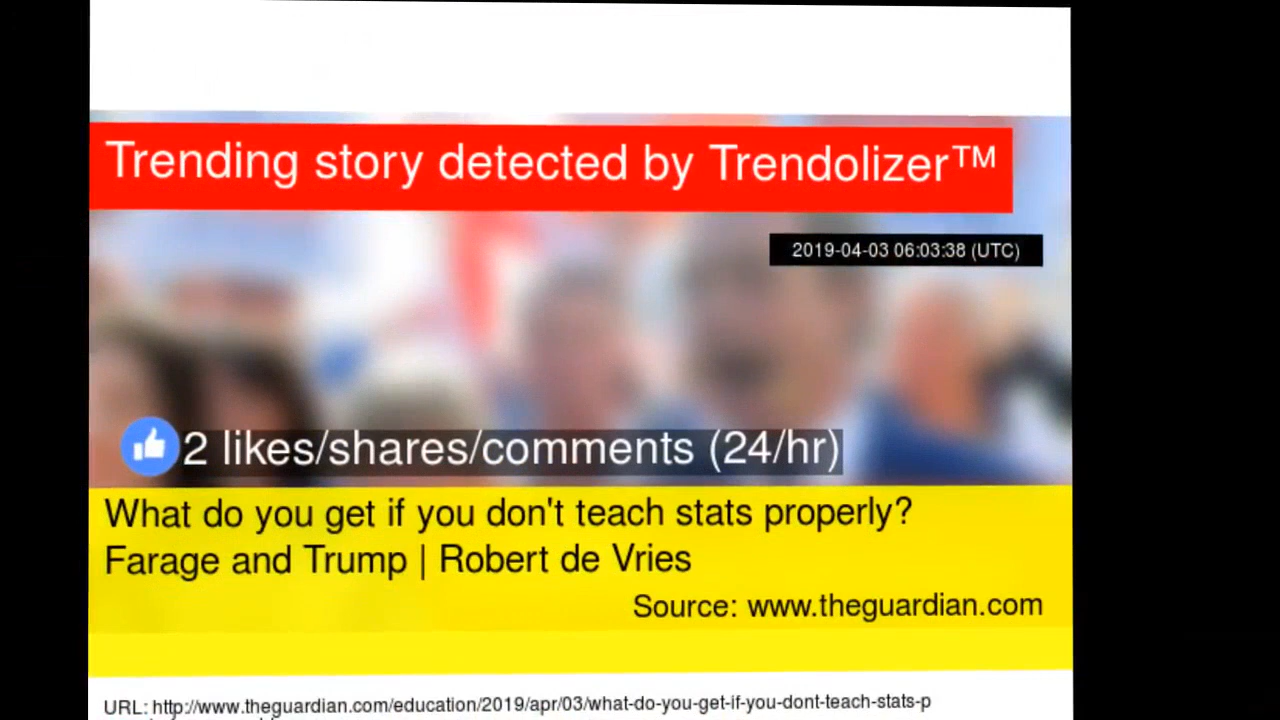 Trending story detected by Trendolizer™
2019-04-03 06:03:38 (UTC)
2 likes/shares/comments (24/hr)
What do you get if you don't teach stats properly?
Farage and Trump | Robert de Vries
Source: www.theguardian.com
URL: http://www.theguardian.com/education/2019/apr/03/what-do-you-get-if-you-dont-teach-stats-p